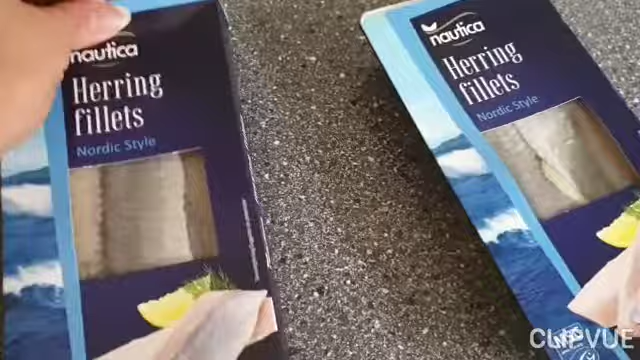 nautica
Herring
fillets
Nordic Style
nautica
Herring
fillets
Nordic Style
CLIPVUE